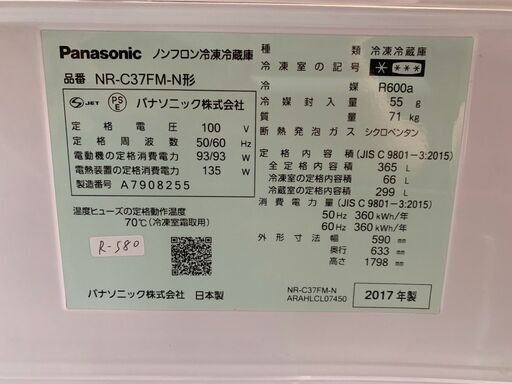 Panasonic ノンフロン冷凍冷蔵庫
品番 NR-C37FM-N形
S JET PS E パナソニック株式会社
定格電圧 100 V
定格周波数 50/60 Hz
電動機の定格消費電力 93/93 W
電熱装置の定格消費電力 135 W
製造番号 A7908255
温度ヒューズの定格動作温度
70℃(冷凍室霜取用)
R-580
パナソニック株式会社 日本製
種類 冷凍冷蔵庫
冷凍室の記号 * ***
冷媒 R600a
冷媒封入量 55 g
質量 71 kg
断熱発泡ガス シクロペンタン
定格内容積 (JIS C 9801-3:2015)
全定格内容積 365 L
冷凍室の定格内容積 66 L
冷蔵室の定格内容積 299 L
消費電力量 (JIS C 9801-3:2015)
50Hz 360 kWh/年
60Hz 360 kWh/年
外形寸法 幅 590 mm
奥行 633 mm
高さ 1798 mm
NR-C37FM-N
ARAHLCL07450
2017年製